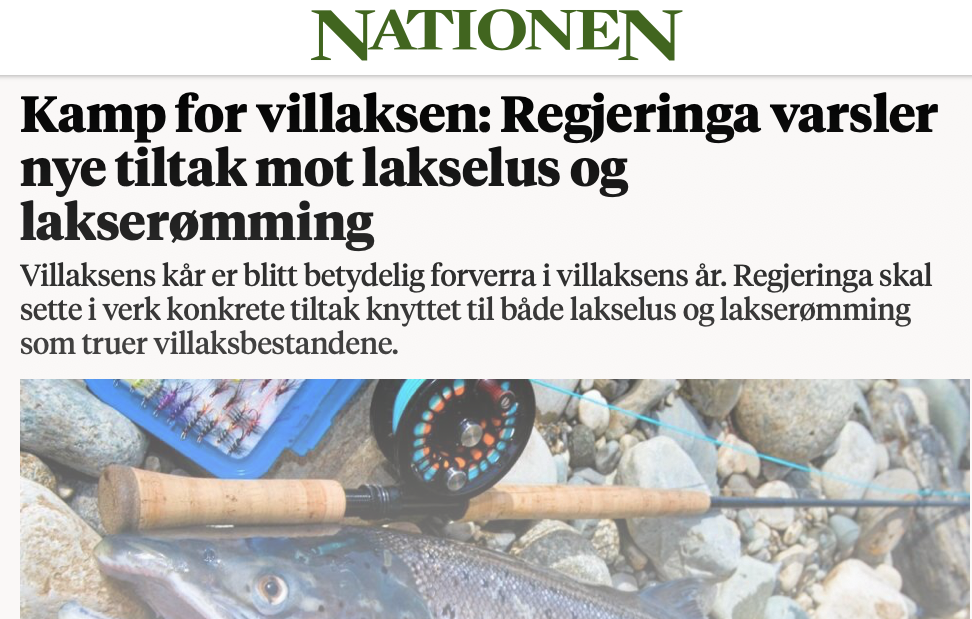 NATIONEN
Kamp for villaksen: Regjeringa varsler
nye tiltak mot lakselus og
lakserømming
Villaksens kår er blitt betydelig forverra i villaksens år. Regjeringa skal
sette i verk konkrete tiltak knyttet til både lakselus og lakserømming
som truer villaksbestandene.